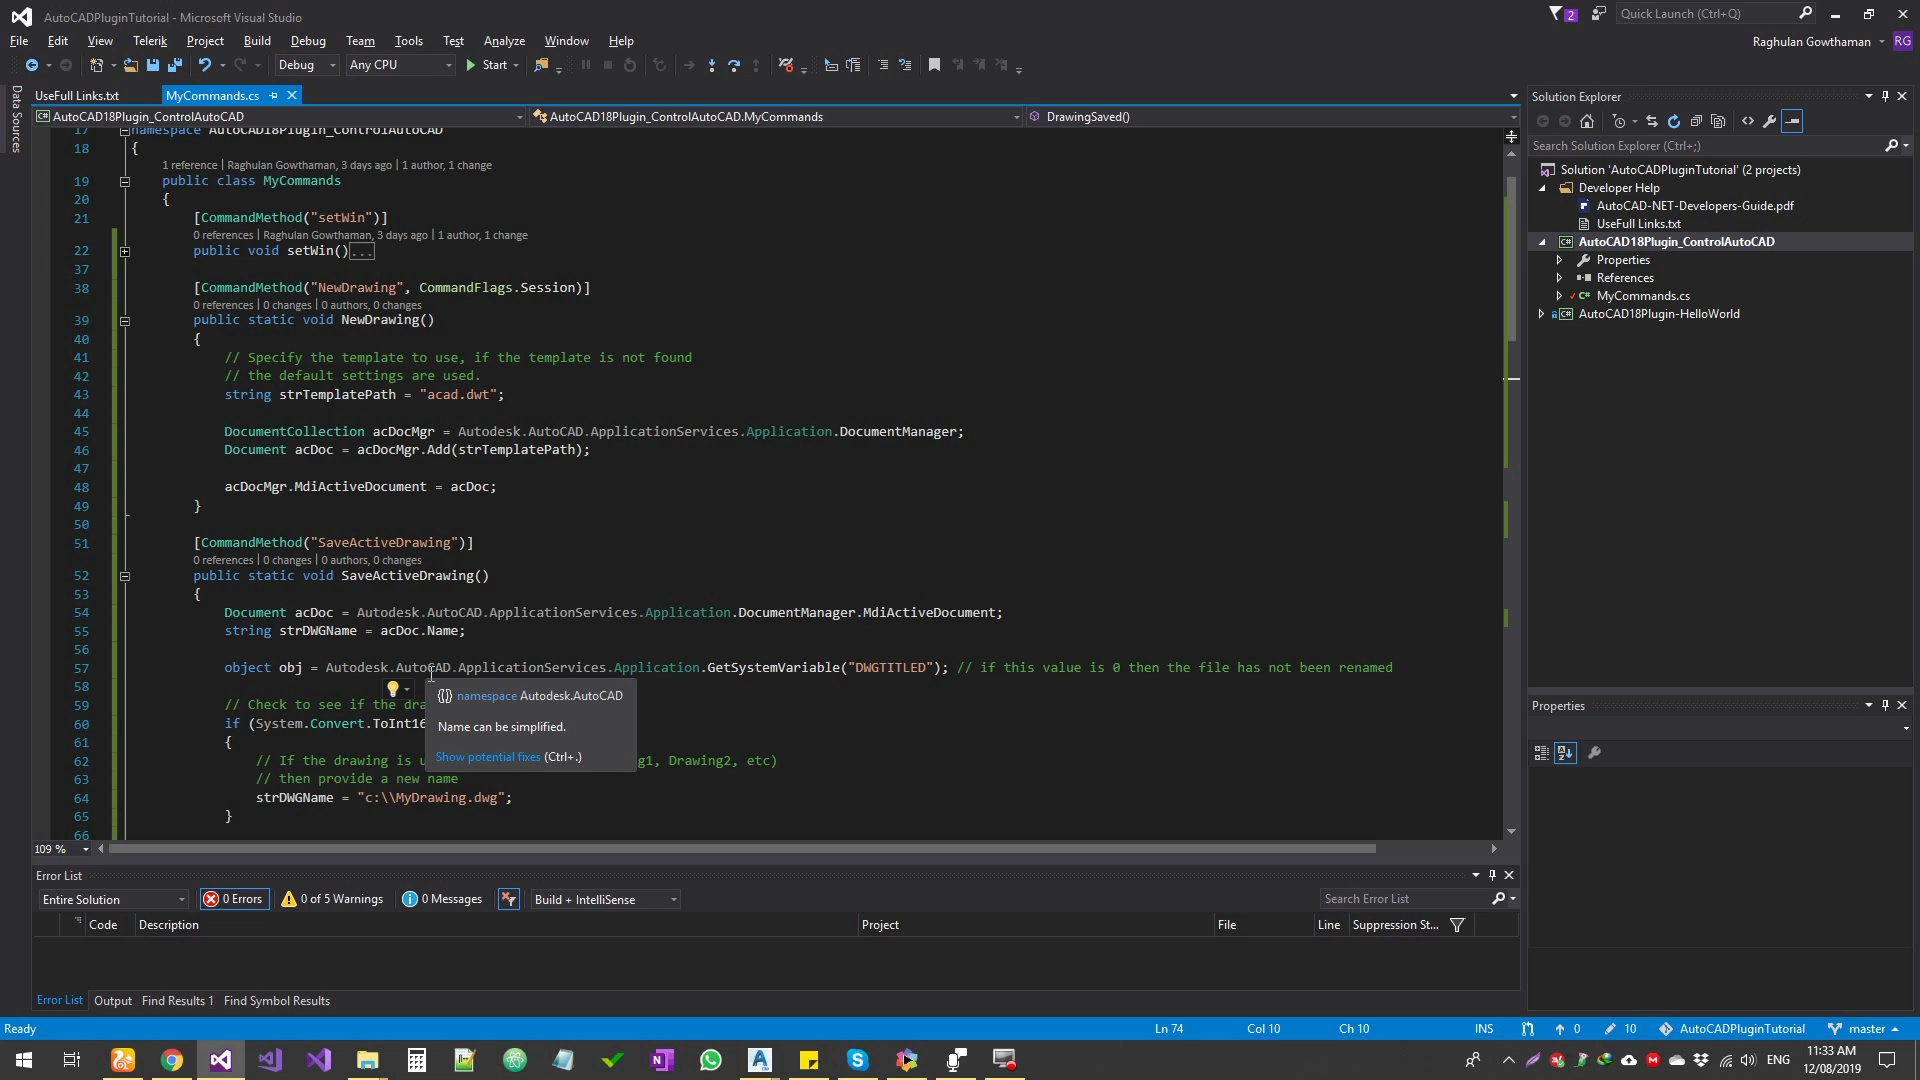 AutoCADPluginTutorial - Microsoft Visual Studio
2
Quick Launch (Ctrl+Q)
File Edit View Telerik Project Build Debug Team Tools Test Analyze Window Help
Raghulan Gowthaman RG
Debug Any CPU Start
Data Sources
UseFull Links.txt MyCommands.cs
AutoCAD18Plugin_ControlAutoCAD AutoCAD18Plugin_ControlAutoCAD.MyCommands DrawingSaved()
17 namespace AutoCAD18Plugin_ControlAutoCAD
18 {
1 reference | Raghulan Gowthaman, 3 days ago | 1 author, 1 change
19 public class MyCommands
20 {
21 [CommandMethod("setWin")]
0 references | Raghulan Gowthaman, 3 days ago | 1 author, 1 change
22 public void setWin()...
37
38 [CommandMethod("NewDrawing", CommandFlags.Session)]
0 references | 0 changes | 0 authors, 0 changes
39 public static void NewDrawing()
40 {
41 // Specify the template to use, if the template is not found
42 // the default settings are used.
43 string strTemplatePath = "acad.dwt";
44
45 DocumentCollection acDocMgr = Autodesk.AutoCAD.ApplicationServices.Application.DocumentManager;
46 Document acDoc = acDocMgr.Add(strTemplatePath);
47
48 acDocMgr.MdiActiveDocument = acDoc;
49 }
50
51 [CommandMethod("SaveActiveDrawing")]
0 references | 0 changes | 0 authors, 0 changes
52 public static void SaveActiveDrawing()
53 {
54 Document acDoc = Autodesk.AutoCAD.ApplicationServices.Application.DocumentManager.MdiActiveDocument;
55 string strDWGName = acDoc.Name;
56
57 object obj = Autodesk.AutoCAD.ApplicationServices.Application.GetSystemVariable("DWGTITLED"); // if this value is 0 then the file has not been renamed
58
59 // Check to see if the dra
60 if (System.Convert.ToInt16
61 {
62 // If the drawing is u g1, Drawing2, etc)
63 // then provide a new name
64 strDWGName = "c:\\MyDrawing.dwg";
65 }
66
{} namespace Autodesk.AutoCAD
Name can be simplified.
Show potential fixes (Ctrl+.)
109 %
Error List
Entire Solution 0 Errors 0 of 5 Warnings 0 Messages Build + IntelliSense Search Error List
Code Description Project File Line Suppression St...
Error List Output Find Results 1 Find Symbol Results
Solution Explorer
Search Solution Explorer (Ctrl+;)
Solution 'AutoCADPluginTutorial' (2 projects)
Developer Help
AutoCAD-NET-Developers-Guide.pdf
UseFull Links.txt
AutoCAD18Plugin_ControlAutoCAD
Properties
References
MyCommands.cs
AutoCAD18Plugin-HelloWorld
Properties
Ready Ln 74 Col 10 Ch 10 INS 0 10 AutoCADPluginTutorial master
ENG 11:33 AM
12/08/2019